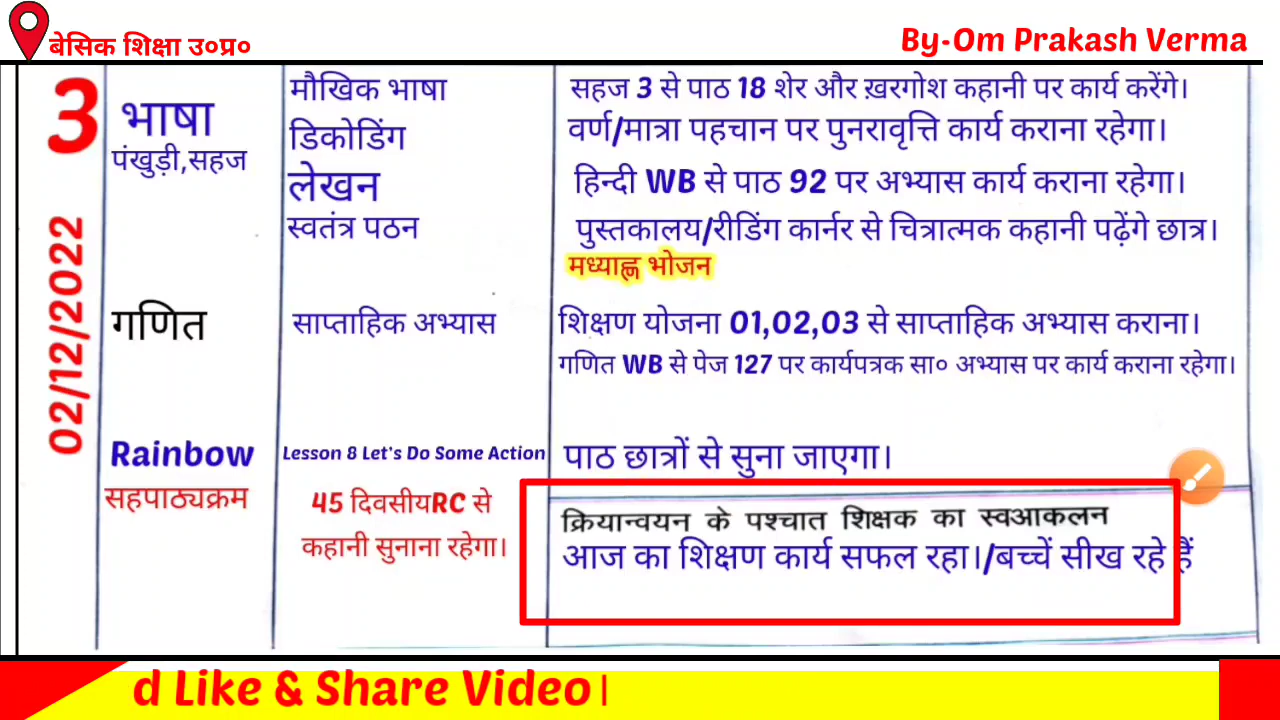 बेसिक शिक्षा उ०प्र०
By-Om Prakash Verma
3
02/12/2022
भाषा
पंखुड़ी,सहज
मौखिक भाषा
सहज 3 से पाठ 18 शेर और ख़रगोश कहानी पर कार्य करेंगे।
डिकोडिंग
वर्ण/मात्रा पहचान पर पुनरावृत्ति कार्य कराना रहेगा।
लेखन
हिन्दी WB से पाठ 92 पर अभ्यास कार्य कराना रहेगा।
स्वतंत्र पठन
पुस्तकालय/रीडिंग कार्नर से चित्रात्मक कहानी पढ़ेंगे छात्र।
मध्याह्न भोजन
गणित
साप्ताहिक अभ्यास
शिक्षण योजना 01,02,03 से साप्ताहिक अभ्यास कराना।
गणित WB से पेज 127 पर कार्यपत्रक सा० अभ्यास पर कार्य कराना रहेगा।
Rainbow
Lesson 8 Let's Do Some Action
पाठ छात्रों से सुना जाएगा।
सहपाठ्यक्रम
45 दिवसीयRC से
कहानी सुनाना रहेगा।
क्रियान्वयन के पश्चात शिक्षक का स्वआकलन
आज का शिक्षण कार्य सफल रहा।/बच्चें सीख रहे हैं
d Like & Share Video।